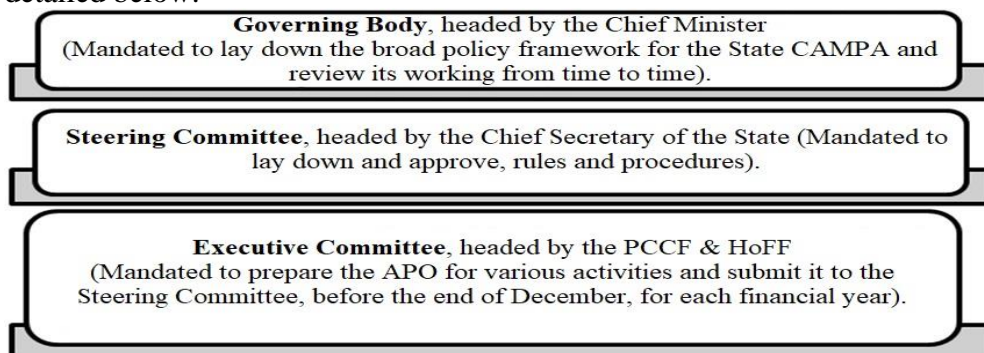 detailed below:
Governing Body, headed by the Chief Minister
(Mandated to lay down the broad policy framework for the State CAMPA and
review its working from time to time).
Steering Committee, headed by the Chief Secretary of the State (Mandated to
lay down and approve, rules and procedures).
Executive Committee, headed by the PCCF & HoFF
(Mandated to prepare the APO for various activities and submit it to the
Steering Committee, before the end of December, for each financial year).